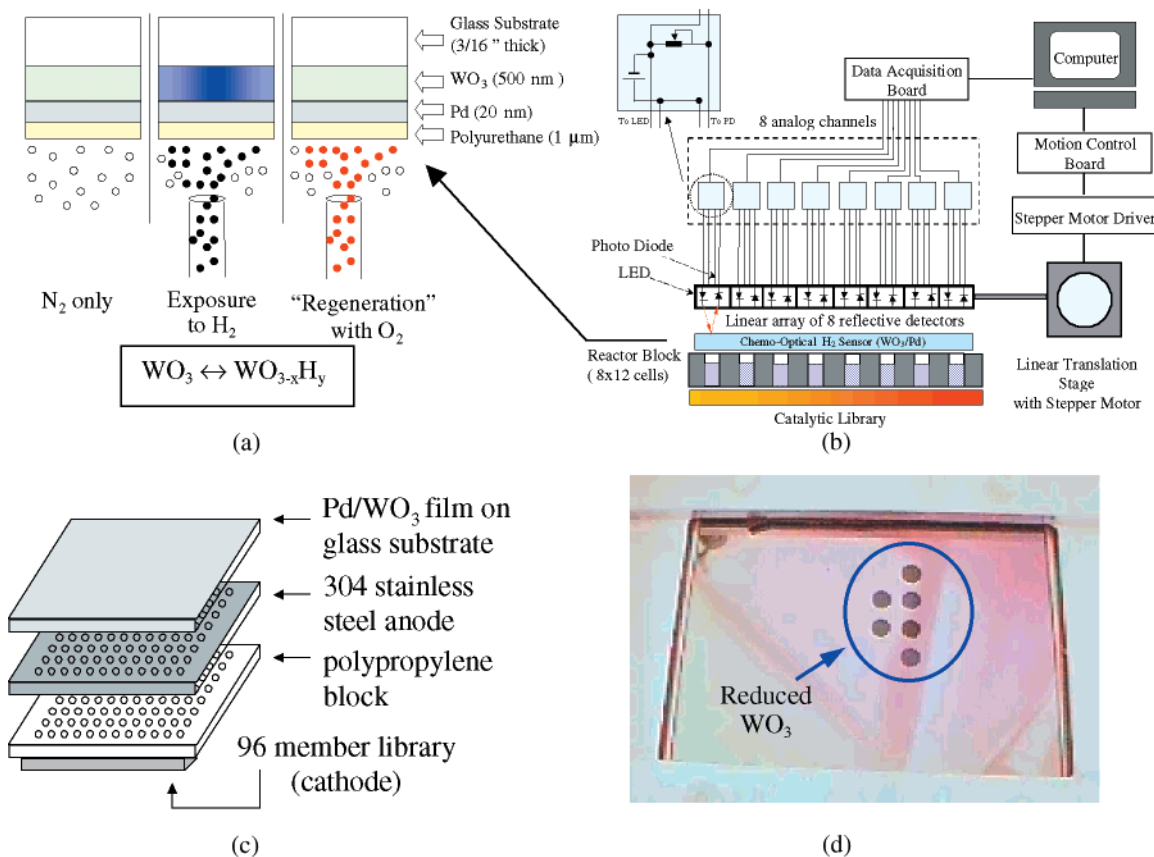 Glass Substrate
(3/16 ” thick)
WO₃ (500 nm )
Pd (20 nm)
Polyurethane (1 μm)
N₂ only
Exposure
to H₂
“Regeneration”
with O₂
WO₃ ↔ WO₃₋ₓHᵧ
(a)
To LED
To PD
Data Acquisition
Board
Computer
8 analog channels
Motion Control
Board
Stepper Motor Driver
Photo Diode
LED
Linear array of 8 reflective detectors
Chemo-Optical H₂ Sensor (WO₃/Pd)
Reactor Block
( 8x12 cells)
Catalytic Library
Linear Translation
Stage
with Stepper Motor
(b)
Pd/WO₃ film on
glass substrate
304 stainless
steel anode
polypropylene
block
96 member library
(cathode)
(c)
Reduced
WO₃
(d)